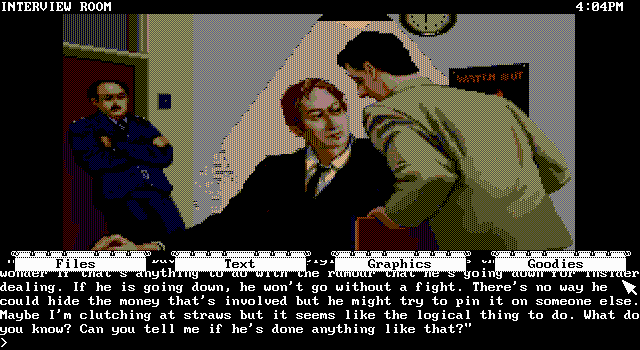 INTERVIEW ROOM 4:04PM
WATCH OUT
Files Text Graphics Goodies
wonder if that's anything to do with the rumour that he's going down for insider
dealing. If he is going down, he won't go without a fight. There's no way he
could hide the money that's involved but he might try to pin it on someone else.
Maybe I'm clutching at straws but it seems like the logical thing to do. What do
you know? Can you tell me if he's done anything like that?"
>